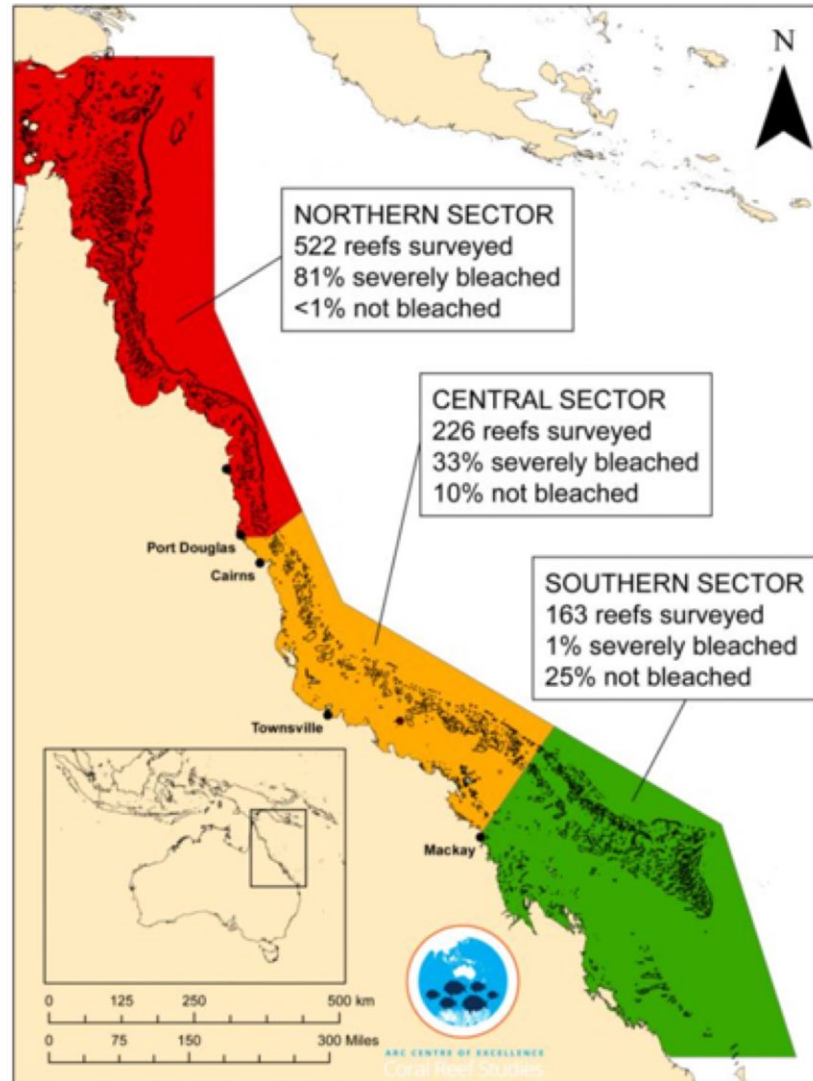 N
NORTHERN SECTOR
522 reefs surveyed
81% severely bleached
<1% not bleached
CENTRAL SECTOR
226 reefs surveyed
33% severely bleached
10% not bleached
Port Douglas
Cairns
SOUTHERN SECTOR
163 reefs surveyed
1% severely bleached
25% not bleached
Townsville
Mackay
0 125 250 500 km
0 75 150 300 Miles
ARC CENTRE OF EXCELLENCE
Coral Reef Studies